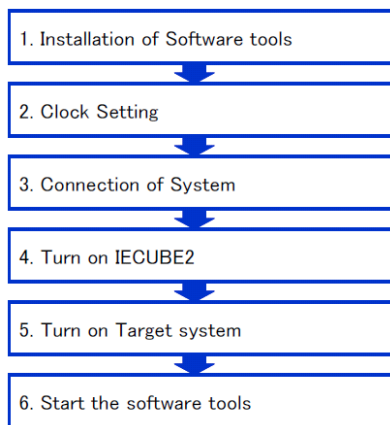 1. Installation of Software tools
2. Clock Setting
3. Connection of System
4. Turn on IECUBE2
5. Turn on Target system
6. Start the software tools